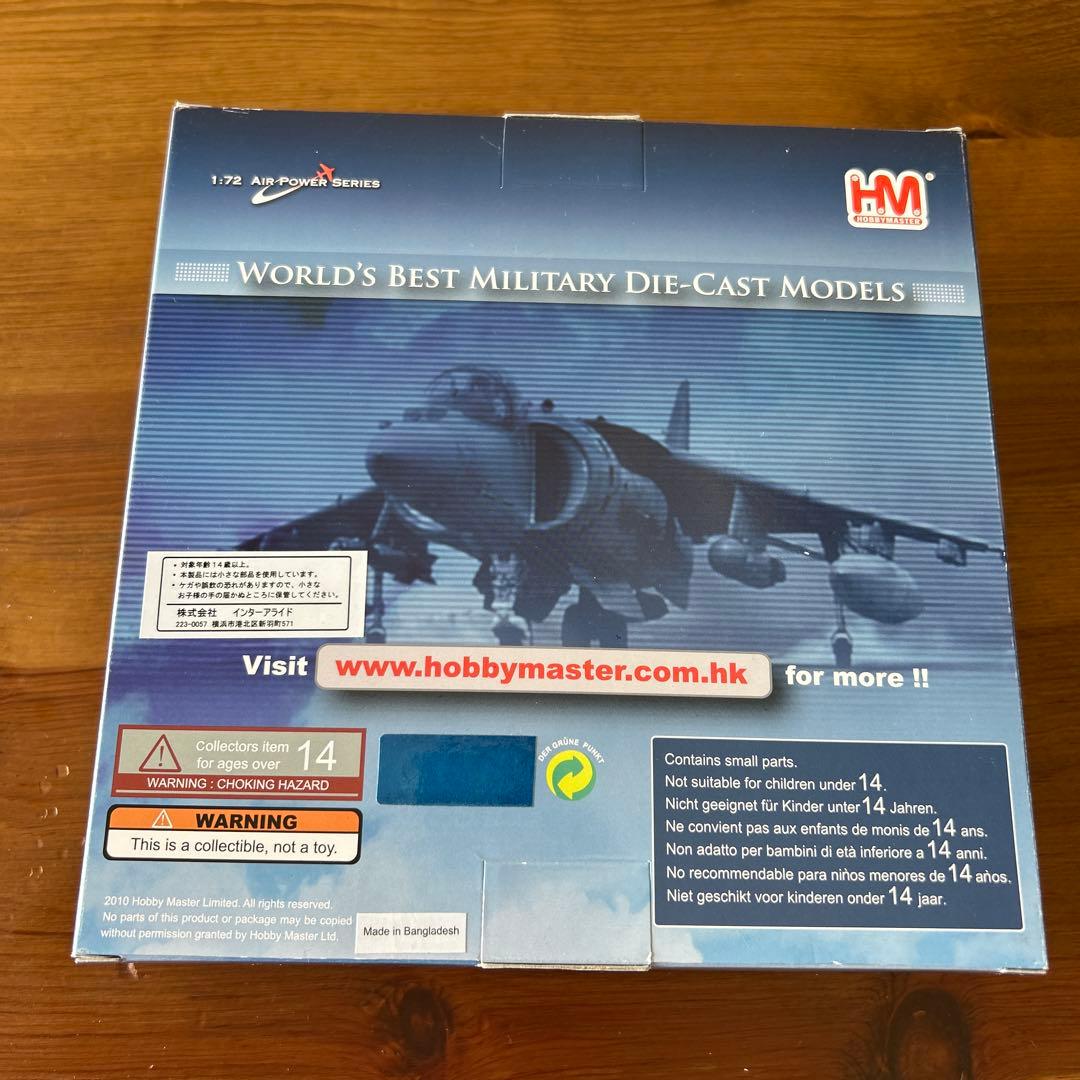 1:72 AIR POWER SERIES
HM
HOBBYMASTER
WORLD'S BEST MILITARY DIE-CAST MODELS
• 対象年齢14歳以上。
• 本製品には小さな部品を使用しています。
• ケガや誤飲の恐れがありますので、小さな
お子様の手の届かぬところに保管してください。
株式会社 インターアライド
223-0057 横浜市港北区新羽町571
Visit www.hobbymaster.com.hk for more !!
Collectors item
for ages over 14
WARNING : CHOKING HAZARD
WARNING
This is a collectible, not a toy.
DER GRÜNE PUNKT
Contains small parts.
Not suitable for children under 14.
Nicht geeignet für Kinder unter 14 Jahren.
Ne convient pas aux enfants de monis de 14 ans.
Non adatto per bambini di età inferiore a 14 anni.
No recommendable para niños menores de 14 años.
Niet geschikt voor kinderen onder 14 jaar.
2010 Hobby Master Limited. All rights reserved.
No parts of this product or package may be copied
without permission granted by Hobby Master Ltd.
Made in Bangladesh